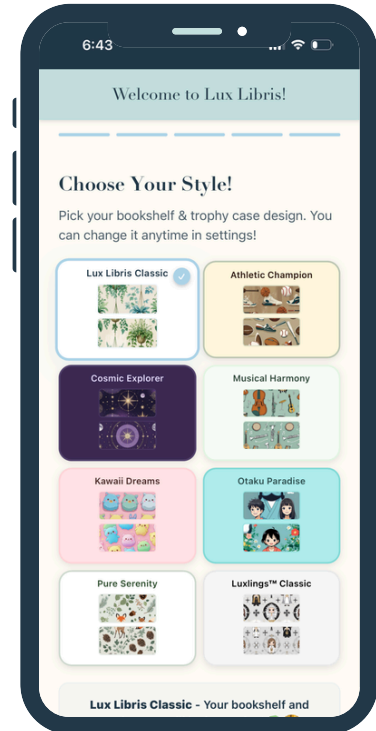 6:43
Welcome to Lux Libris!
Choose Your Style!
Pick your bookshelf & trophy case design. You
can change it anytime in settings!
Lux Libris Classic
Athletic Champion
Cosmic Explorer
Musical Harmony
Kawaii Dreams
Otaku Paradise
Pure Serenity
Luxlings™ Classic
Lux Libris Classic - Your bookshelf and